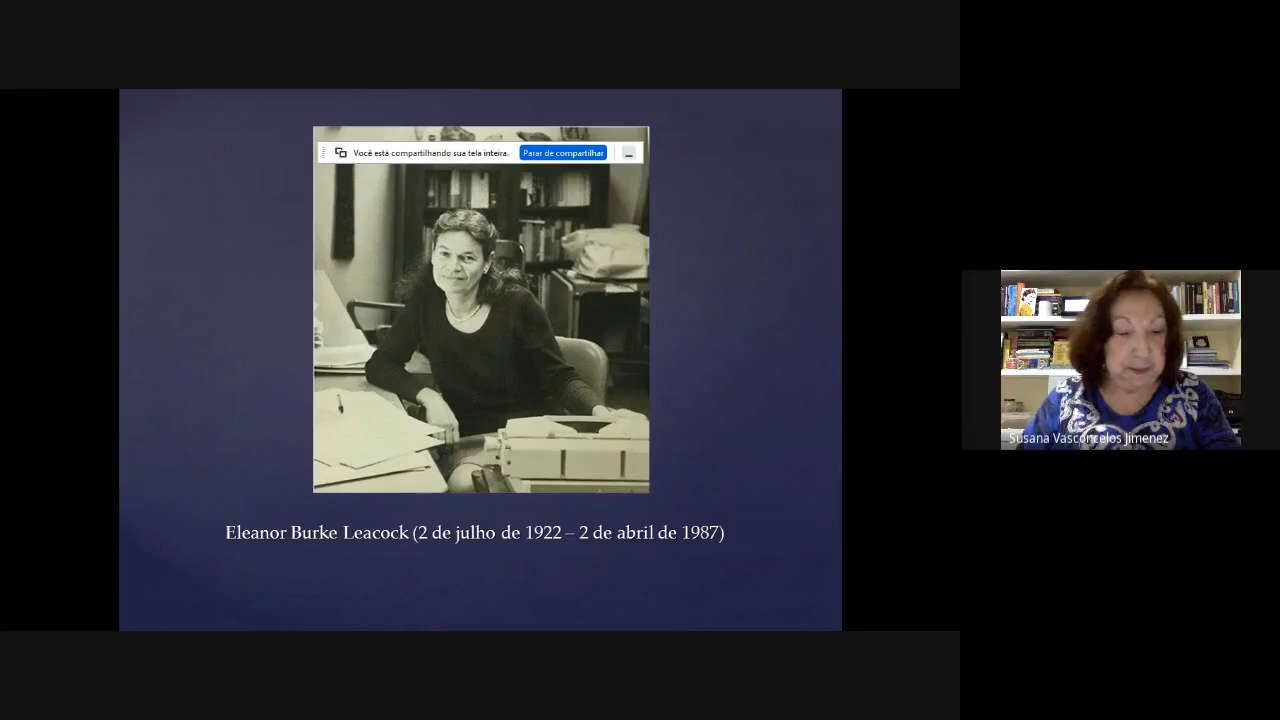 Você está compartilhando sua tela inteira. Parar de compartilhar
Eleanor Burke Leacock (2 de julho de 1922 – 2 de abril de 1987)
Susana Vasconcelos Jimenez